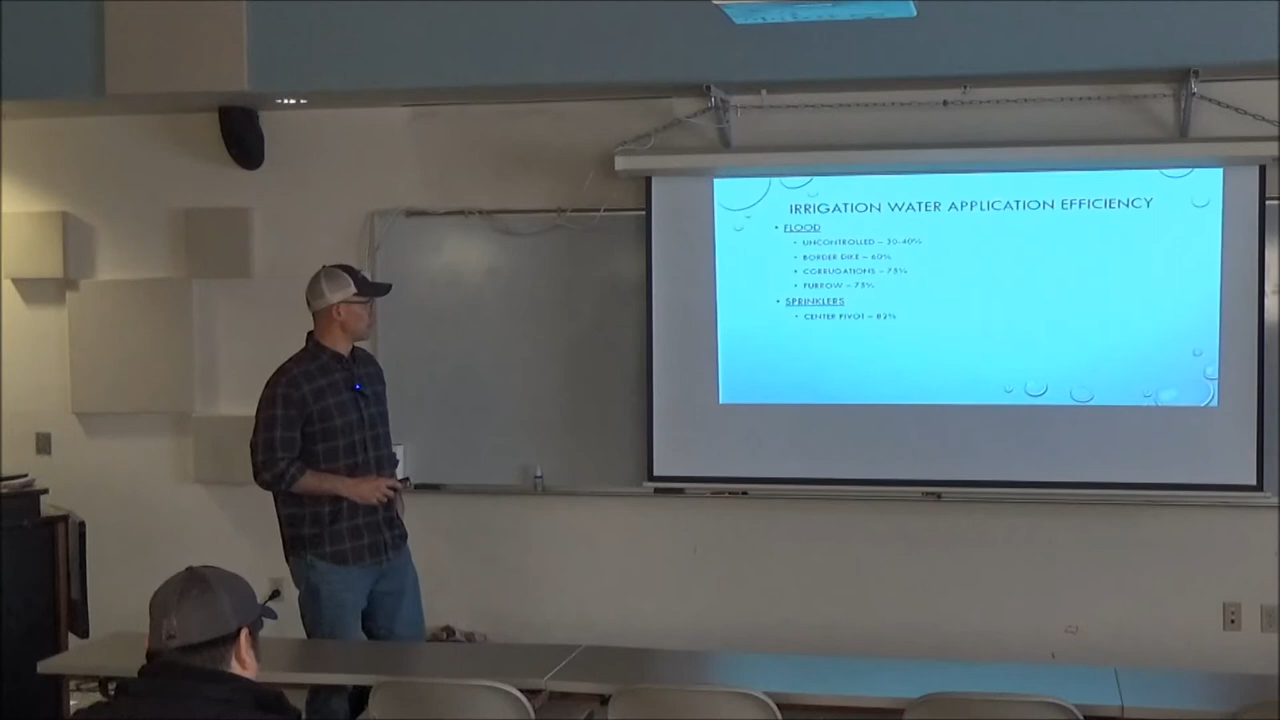 IRRIGATION WATER APPLICATION EFFICIENCY
• FLOOD
• UNCONTROLLED – 30-40%
• BORDER DIKE – 60%
• CORRUGATIONS – 75%
• FURROW – 75%
• SPRINKLERS
• CENTER PIVOT – 82%